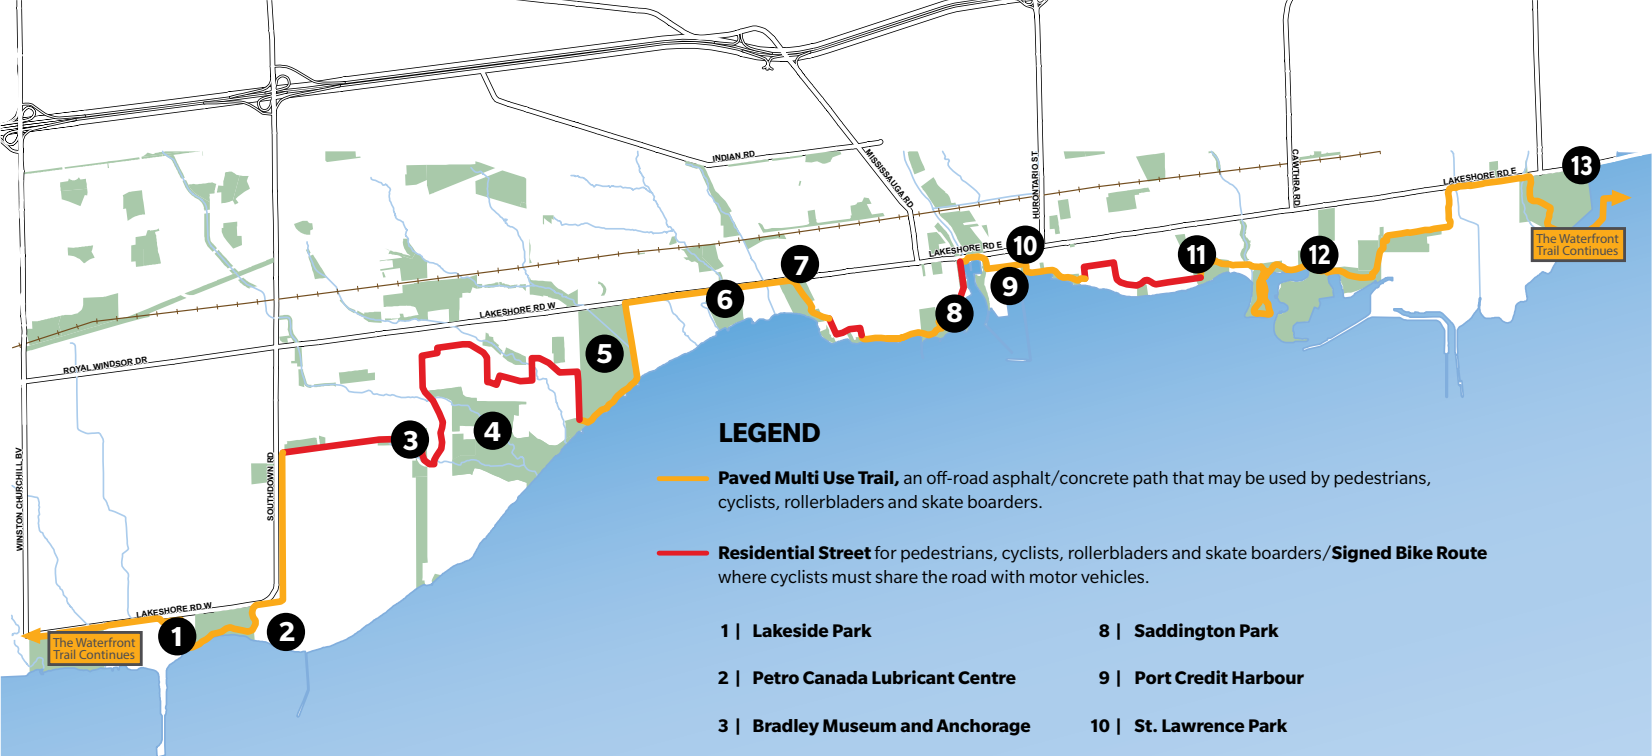 INDIAN RD
MISSISSAUGA RD
HURONTARIO ST
CAWTHRA RD
LAKESHORE RD E
13
The Waterfront
Trail Continues
LAKESHORE RD E
10
11
12
7
9
6
8
LAKESHORE RD W
5
ROYAL WINDSOR DR
4
3
WINSTON CHURCHILL BV
SOUTHDOWN RD
LAKESHORE RD W
1
2
The Waterfront
Trail Continues
LEGEND
Paved Multi Use Trail, an off-road asphalt/concrete path that may be used by pedestrians,
cyclists, rollerbladers and skate boarders.
Residential Street for pedestrians, cyclists, rollerbladers and skate boarders/Signed Bike Route
where cyclists must share the road with motor vehicles.
1 | Lakeside Park
2 | Petro Canada Lubricant Centre
3 | Bradley Museum and Anchorage
8 | Saddington Park
9 | Port Credit Harbour
10 | St. Lawrence Park